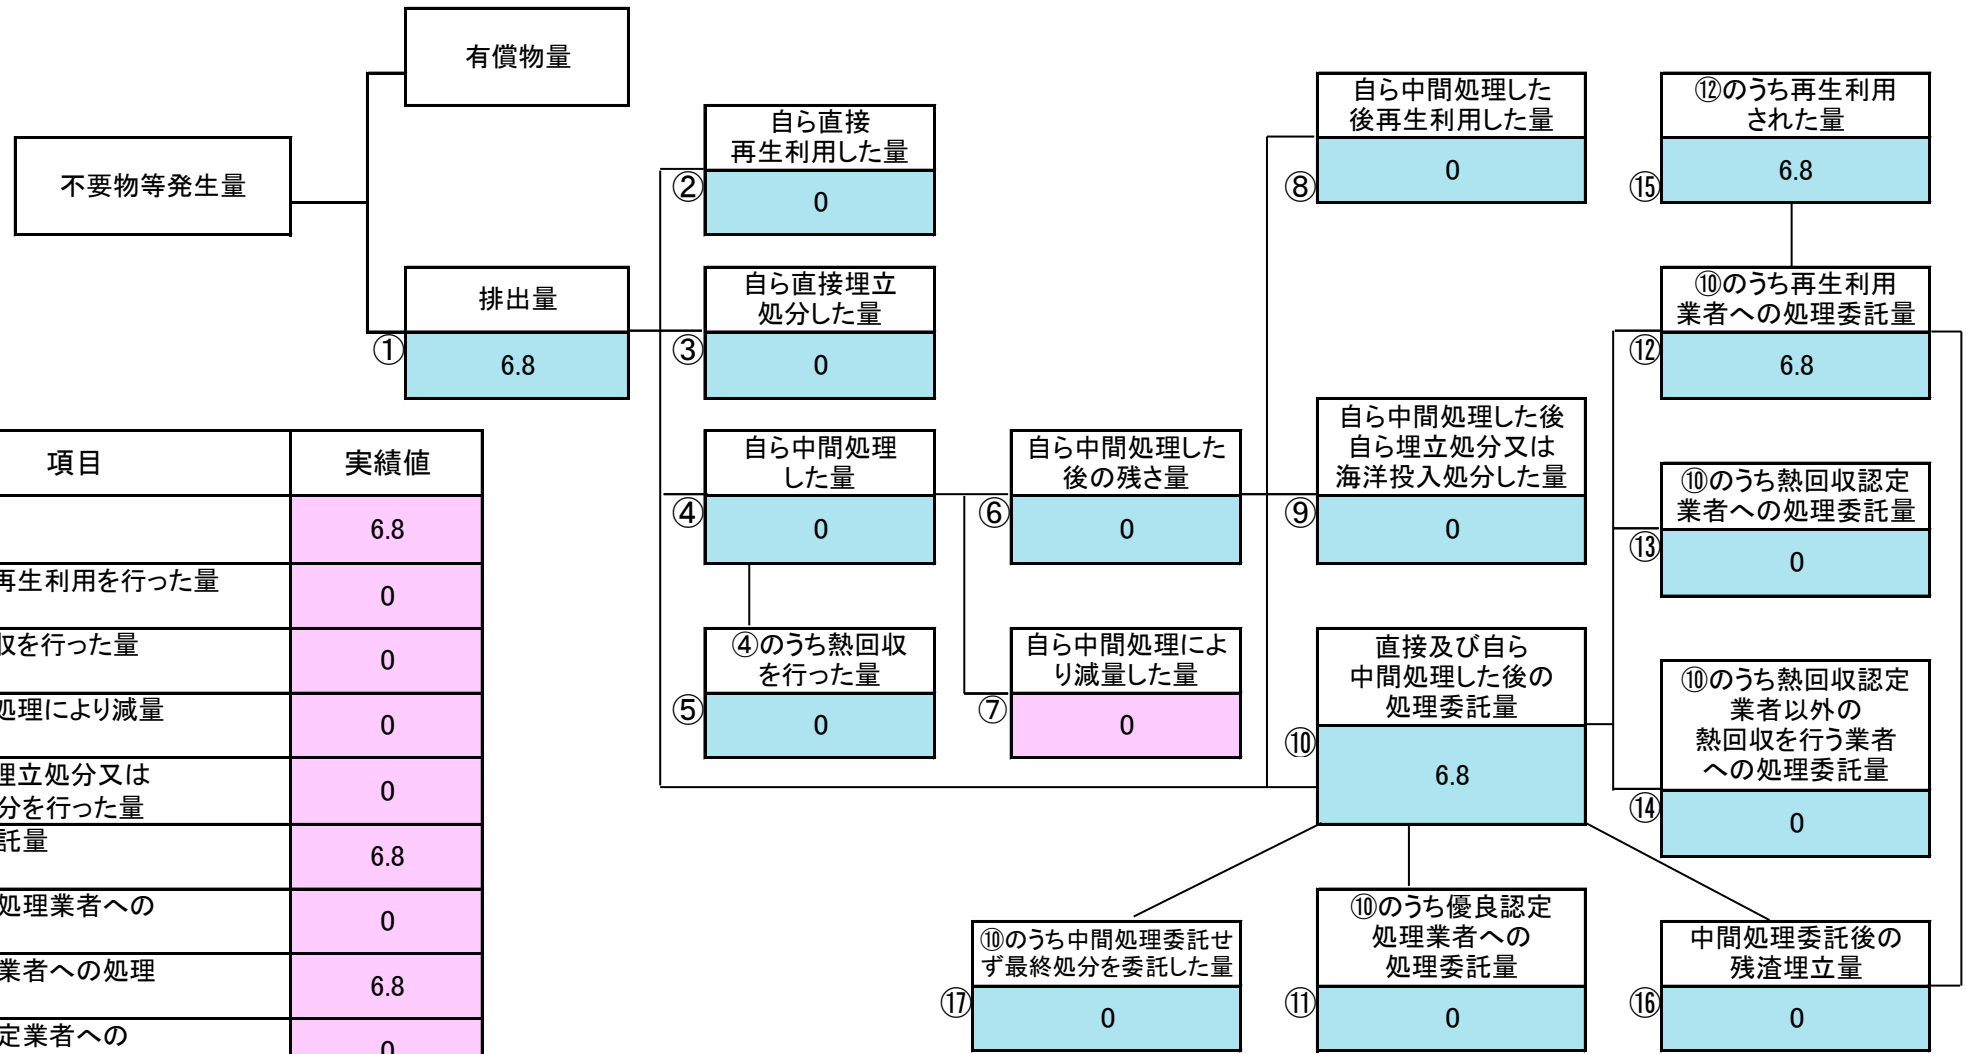 有償物量
不要物等発生量
排出量
①
6.8
自ら直接
再生利用した量
②
0
自ら直接埋立
処分した量
③
0
自ら中間処理
した量
④
0
④のうち熱回収
を行った量
⑤
0
自ら中間処理した
後の残さ量
⑥
0
自ら中間処理によ
り減量した量
⑦
0
自ら中間処理した
後再生利用した量
⑧
0
自ら中間処理した後
自ら埋立処分又は
海洋投入処分した量
⑨
0
直接及び自ら
中間処理した後の
処理委託量
⑩
6.8
⑫のうち再生利用
された量
⑮
6.8
⑩のうち再生利用
業者への処理委託量
⑫
6.8
⑩のうち熱回収認定
業者への処理委託量
⑬
0
⑩のうち熱回収認定
業者以外の
熱回収を行う業者
への処理委託量
⑭
0
⑩のうち中間処理委託せ
ず最終処分を委託した量
⑰
0
⑩のうち優良認定
処理業者への
処理委託量
⑪
0
中間処理委託後の
残渣埋立量
⑯
0
項目 実績値
6.8
再生利用を行った量 0
収を行った量 0
処理により減量 0
埋立処分又は
分を行った量 0
託量 6.8
処理業者への 0
業者への処理 6.8
定業者への 0